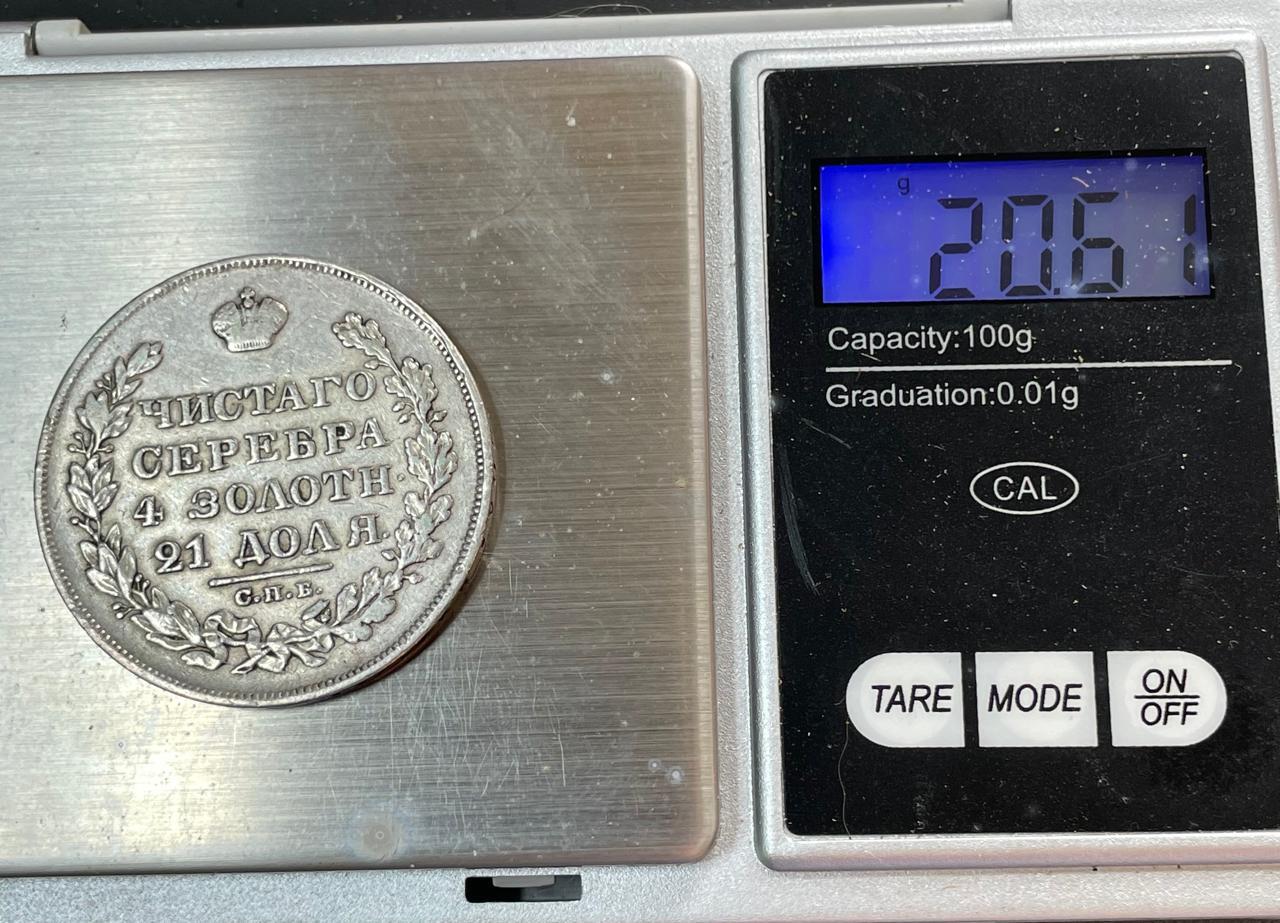 ЧИСТАГО
СЕРЕБРА
4 ЗОЛОТН·
21 ДОЛЯ.
С.П.Б.
g
20.61
Capacity:100g
Graduation:0.01g
CAL
TARE
MODE
ON
OFF